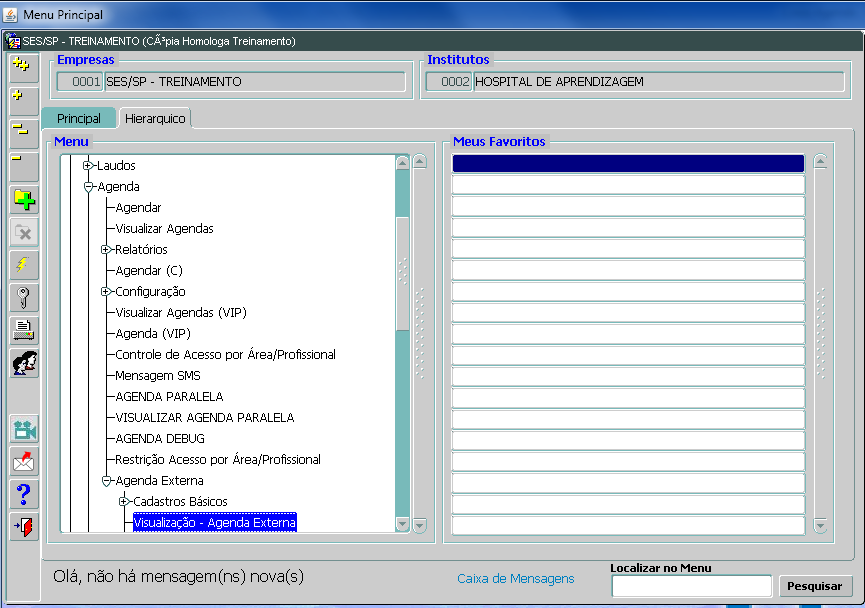 Menu Principal
SES/SP - TREINAMENTO (CÃ³pia Homologa Treinamento)
Empresas
0001 SES/SP - TREINAMENTO
Institutos
0002 HOSPITAL DE APRENDIZAGEM
Principal
Hierarquico
Menu
Laudos
Agenda
Agendar
Visualizar Agendas
Relatórios
Agendar (C)
Configuração
Visualizar Agendas (VIP)
Agenda (VIP)
Controle de Acesso por Área/Profissional
Mensagem SMS
AGENDA PARALELA
VISUALIZAR AGENDA PARALELA
AGENDA DEBUG
Restrição Acesso por Área/Profissional
Agenda Externa
Cadastros Básicos
Visualização - Agenda Externa
Meus Favoritos
Olá, não há mensagem(ns) nova(s)
Caixa de Mensagens
Localizar no Menu
Pesquisar